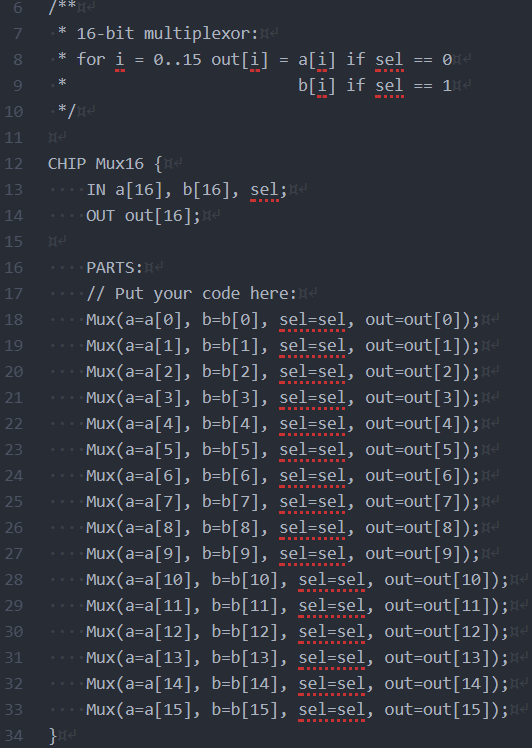 6 /**
7  * 16-bit multiplexor:
8  * for i = 0..15 out[i] = a[i] if sel == 0
9  *                        b[i] if sel == 1
10  */
11
12 CHIP Mux16 {
13     IN a[16], b[16], sel;
14     OUT out[16];
15
16     PARTS:
17     // Put your code here:
18     Mux(a=a[0], b=b[0], sel=sel, out=out[0]);
19     Mux(a=a[1], b=b[1], sel=sel, out=out[1]);
20     Mux(a=a[2], b=b[2], sel=sel, out=out[2]);
21     Mux(a=a[3], b=b[3], sel=sel, out=out[3]);
22     Mux(a=a[4], b=b[4], sel=sel, out=out[4]);
23     Mux(a=a[5], b=b[5], sel=sel, out=out[5]);
24     Mux(a=a[6], b=b[6], sel=sel, out=out[6]);
25     Mux(a=a[7], b=b[7], sel=sel, out=out[7]);
26     Mux(a=a[8], b=b[8], sel=sel, out=out[8]);
27     Mux(a=a[9], b=b[9], sel=sel, out=out[9]);
28     Mux(a=a[10], b=b[10], sel=sel, out=out[10]);
29     Mux(a=a[11], b=b[11], sel=sel, out=out[11]);
30     Mux(a=a[12], b=b[12], sel=sel, out=out[12]);
31     Mux(a=a[13], b=b[13], sel=sel, out=out[13]);
32     Mux(a=a[14], b=b[14], sel=sel, out=out[14]);
33     Mux(a=a[15], b=b[15], sel=sel, out=out[15]);
34 }